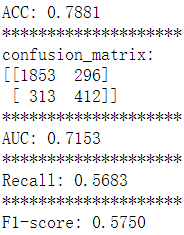 ACC: 0.7881
********************
confusion_matrix:
[[1853  296]
 [ 313  412]]
********************
AUC: 0.7153
********************
Recall: 0.5683
********************
F1-score: 0.5750